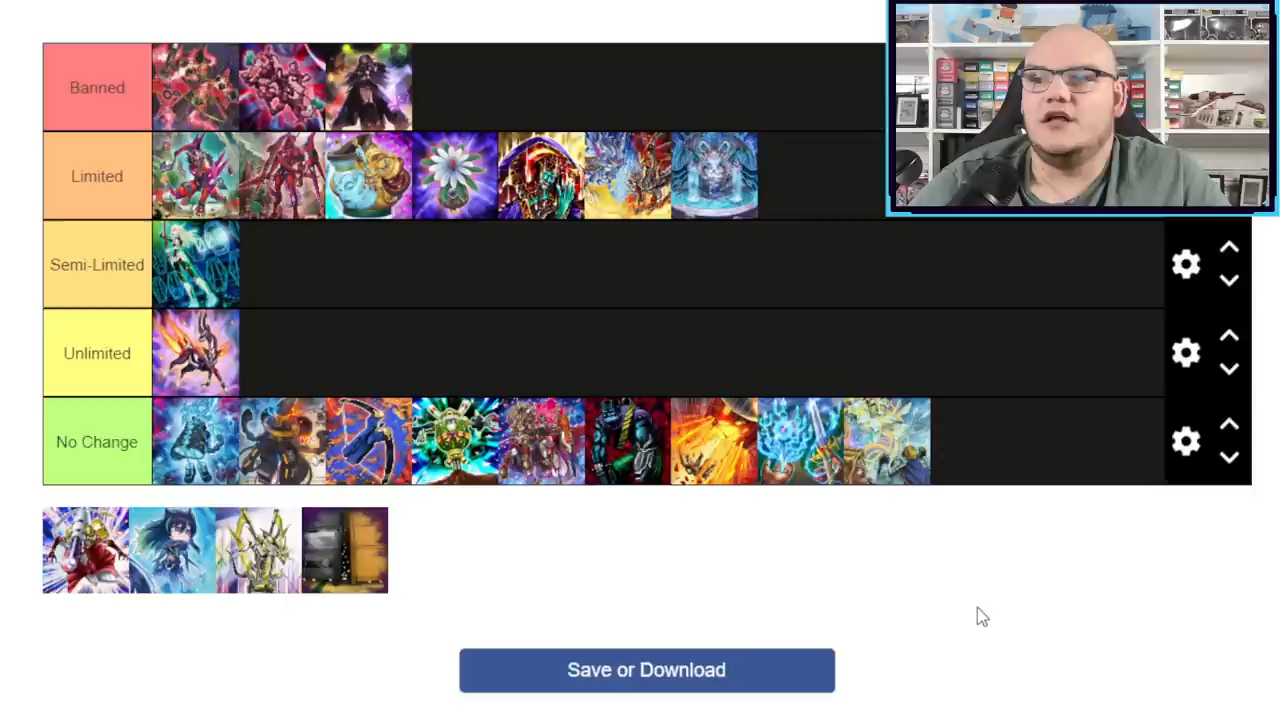 Banned
Limited
Semi-Limited
Unlimited
No Change
Save or Download